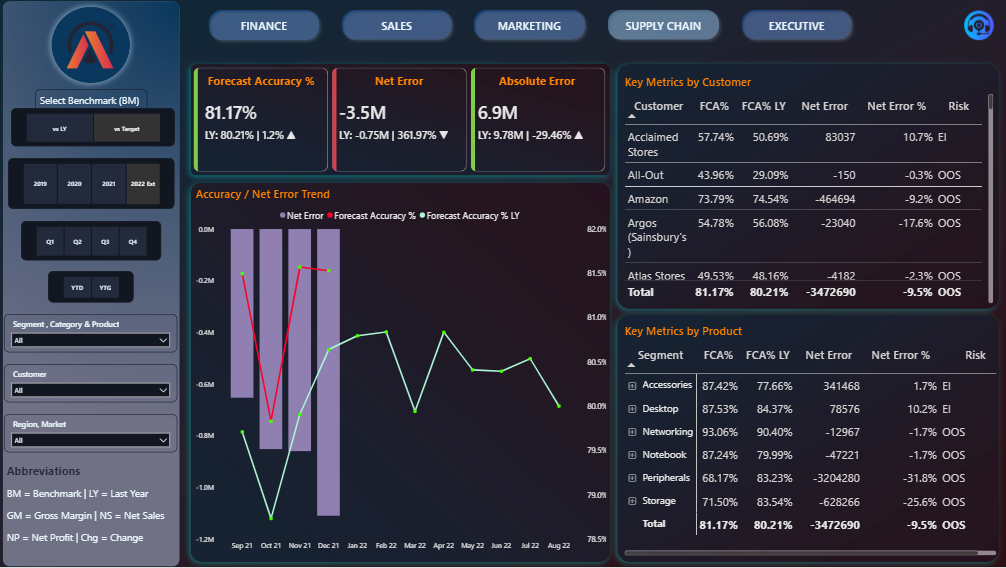 FINANCE
SALES
MARKETING
SUPPLY CHAIN
EXECUTIVE
Select Benchmark (BM)
vs LY
vs Target
2019
2020
2021
2022 Est
Q1
Q2
Q3
Q4
YTD
YTG
Segment , Category & Product
All
Customer
All
Region, Market
All
Abbreviations
BM = Benchmark | LY = Last Year
GM = Gross Margin | NS = Net Sales
NP = Net Profit | Chg = Change
Forecast Accuracy %
81.17%
LY: 80.21% | 1.2% ▲
Net Error
-3.5M
LY: -0.75M | 361.97% ▼
Absolute Error
6.9M
LY: 9.78M | -29.46% ▲
Accuracy / Net Error Trend
Net Error Forecast Accuracy % Forecast Accuracy % LY
0.0M
-0.2M
-0.4M
-0.6M
-0.8M
-1.0M
-1.2M
82.0%
81.5%
81.0%
80.5%
80.0%
79.5%
79.0%
78.5%
Sep 21 Oct 21 Nov 21 Dec 21 Jan 22 Feb 22 Mar 22 Apr 22 May 22 Jun 22 Jul 22 Aug 22
Key Metrics by Customer
Customer FCA% FCA% LY Net Error Net Error % Risk
Acclaimed 57.74% 50.69% 83037 10.7% EI
Stores
All-Out 43.96% 29.09% -150 -0.3% OOS
Amazon 73.79% 74.54% -464694 -9.2% OOS
Argos 54.78% 56.08% -23040 -17.6% OOS
(Sainsbury's
)
Atlas Stores 49.53% 48.16% -4182 -2.3% OOS
Total 81.17% 80.21% -3472690 -9.5% OOS
Key Metrics by Product
Segment FCA% FCA% LY Net Error Net Error % Risk
Accessories 87.42% 77.66% 341468 1.7% EI
Desktop 87.53% 84.37% 78576 10.2% EI
Networking 93.06% 90.40% -12967 -1.7% OOS
Notebook 87.24% 79.99% -47221 -1.7% OOS
Peripherals 68.17% 83.23% -3204280 -31.8% OOS
Storage 71.50% 83.54% -628266 -25.6% OOS
Total 81.17% 80.21% -3472690 -9.5% OOS